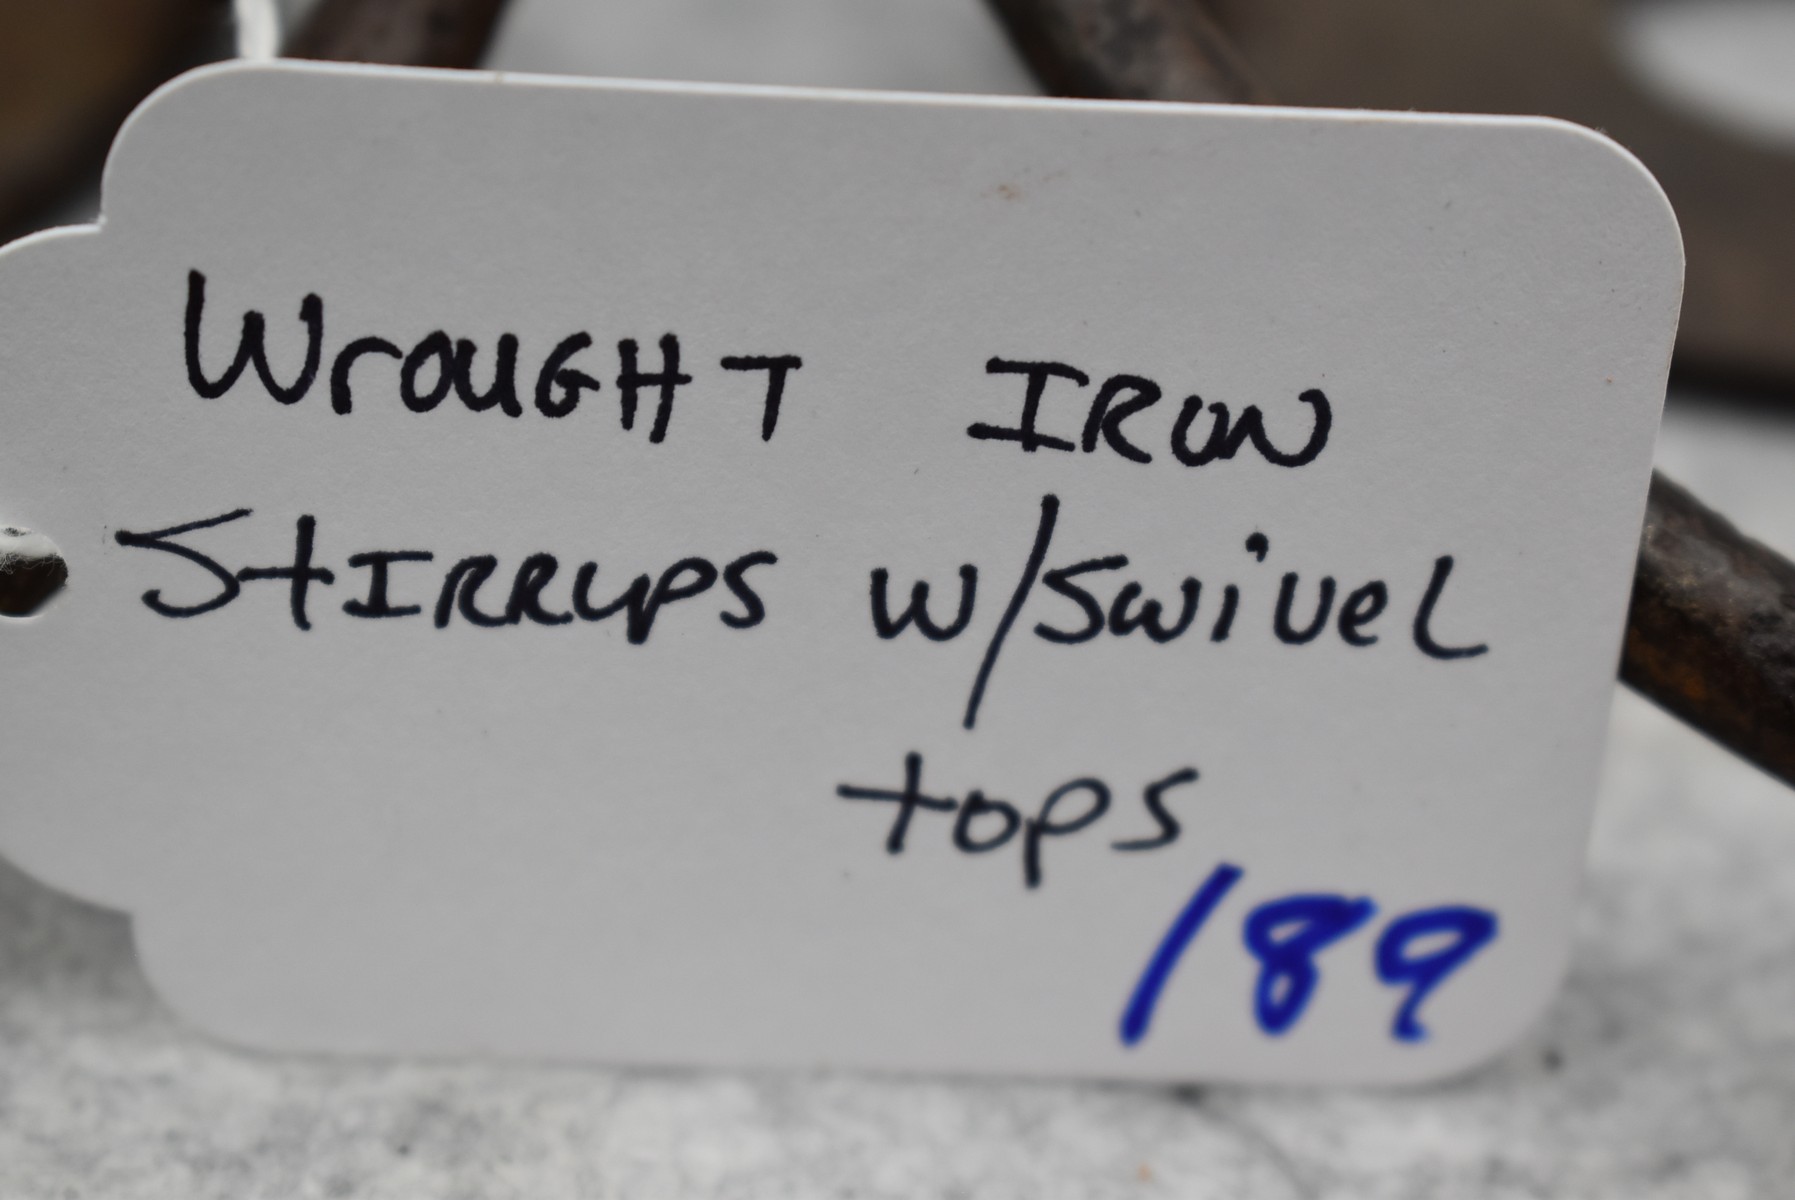 WrouGHT IRON
StIRRUPS w/Swivel
tops
189